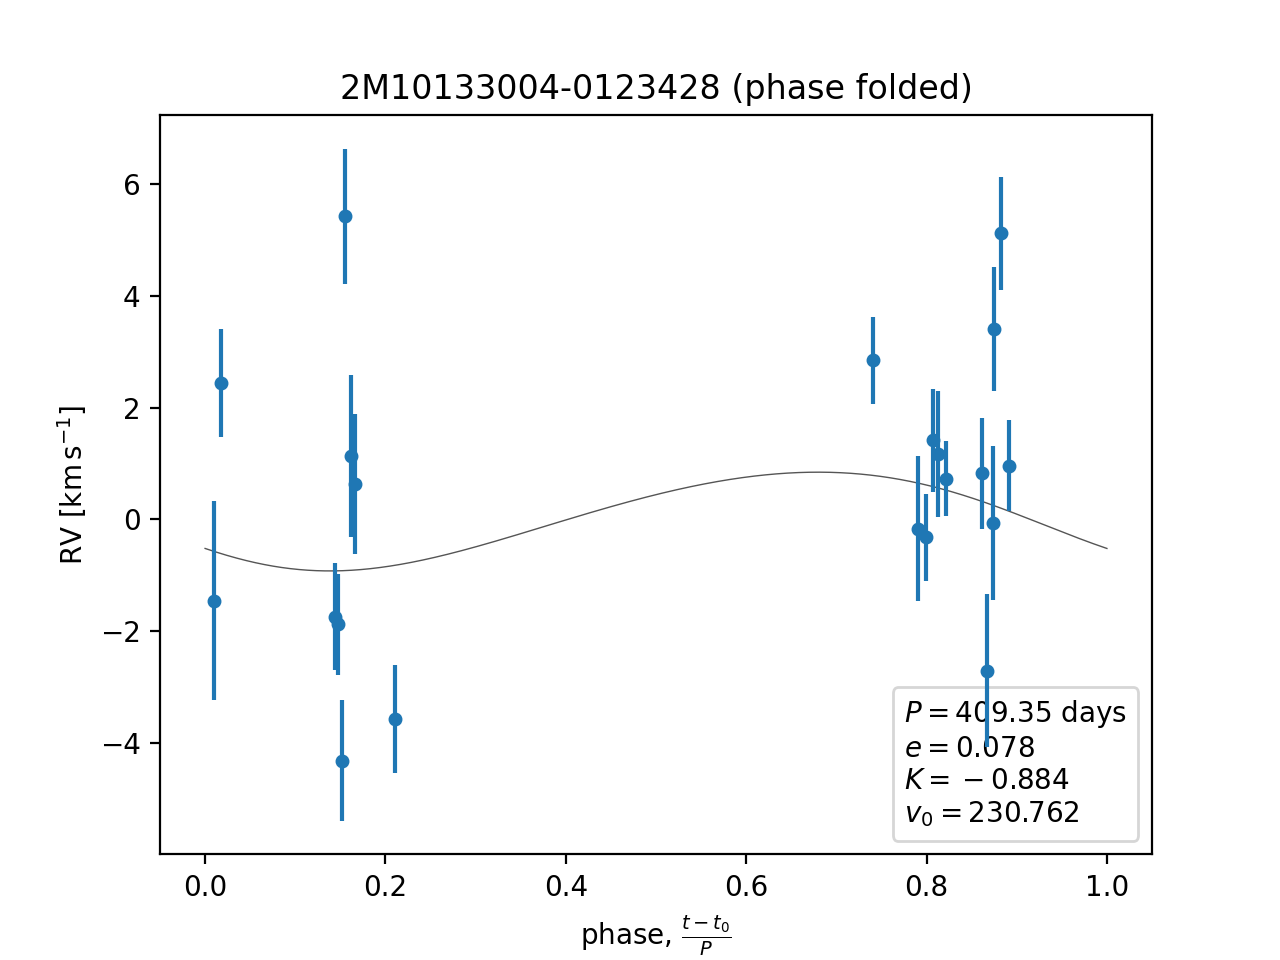 2M10133004-0123428 (phase folded)
RV [km s⁻¹]
6
4
2
0
−2
−4
P = 409.35 days
e = 0.078
K = −0.884
v₀ = 230.762
0.0 0.2 0.4 0.6 0.8 1.0
phase, (t − t₀)/P